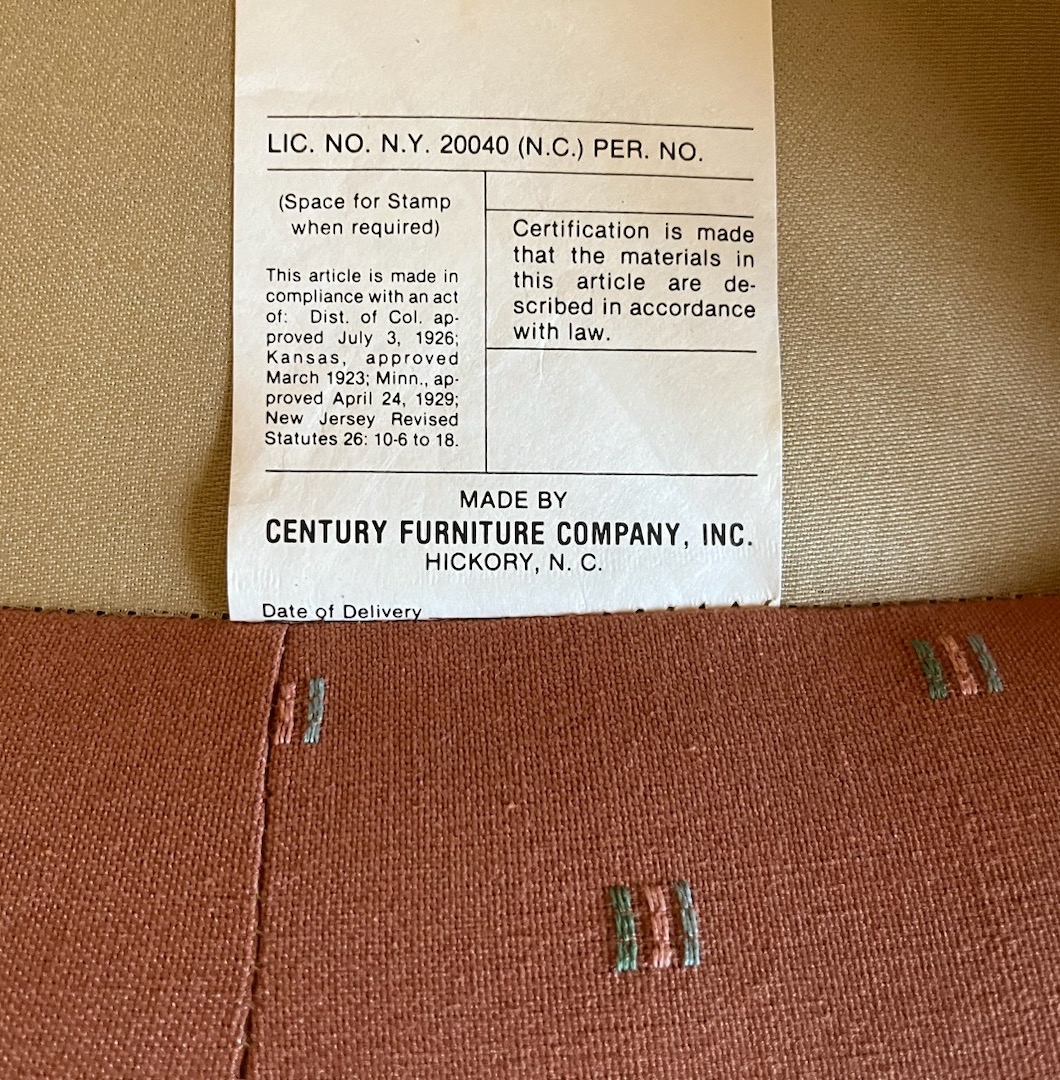 LIC. NO. N.Y. 20040 (N.C.) PER. NO.
(Space for Stamp
when required)
This article is made in
compliance with an act
of: Dist. of Col. ap-
proved July 3, 1926;
Kansas, approved
March 1923; Minn., ap-
proved April 24, 1929;
New Jersey Revised
Statutes 26: 10-6 to 18.
Certification is made
that the materials in
this article are de-
scribed in accordance
with law.
MADE BY
CENTURY FURNITURE COMPANY, INC.
HICKORY, N. C.
Date of Delivery